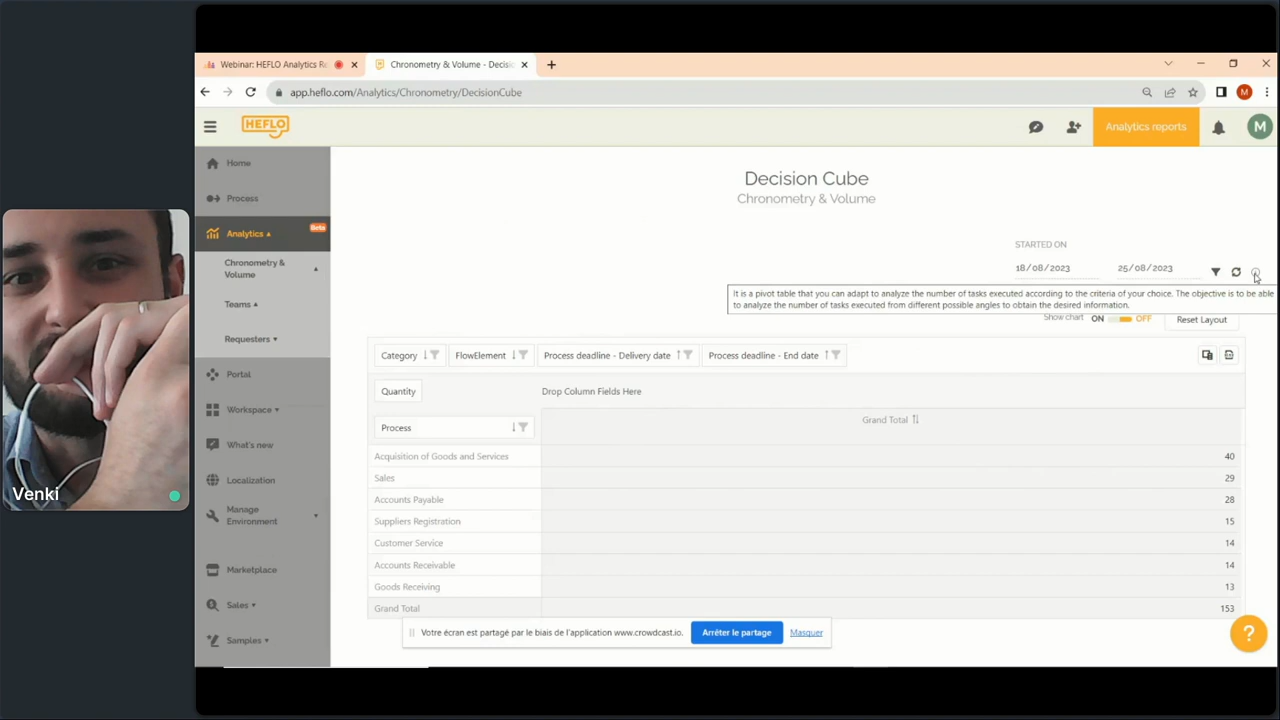 Webinar: HEFLO Analytics Re
Chronometry & Volume - Decisi
app.heflo.com/Analytics/Chronometry/DecisionCube
M
HEFLO
Analytics reports
M
Home
Process
Analytics
Beta
Chronometry &
Volume
Teams
Requesters
Portal
Workspace
What's new
Localization
Manage
Environment
Marketplace
Sales
Samples
Decision Cube
Chronometry & Volume
STARTED ON
18/08/2023 25/08/2023
It is a pivot table that you can adapt to analyze the number of tasks executed according to the criteria of your choice. The objective is to be able
to analyze the number of tasks executed from different possible angles to obtain the desired information.
Show chart ON OFF Reset Layout
Category FlowElement Process deadline - Delivery date Process deadline - End date
Quantity Drop Column Fields Here
Process Grand Total
Acquisition of Goods and Services 40
Sales 29
Accounts Payable 28
Suppliers Registration 15
Customer Service 14
Accounts Receivable 14
Goods Receiving 13
Grand Total 153
Votre écran est partagé par le biais de l'application www.crowdcast.io. Arrêter le partage Masquer
?
Venki